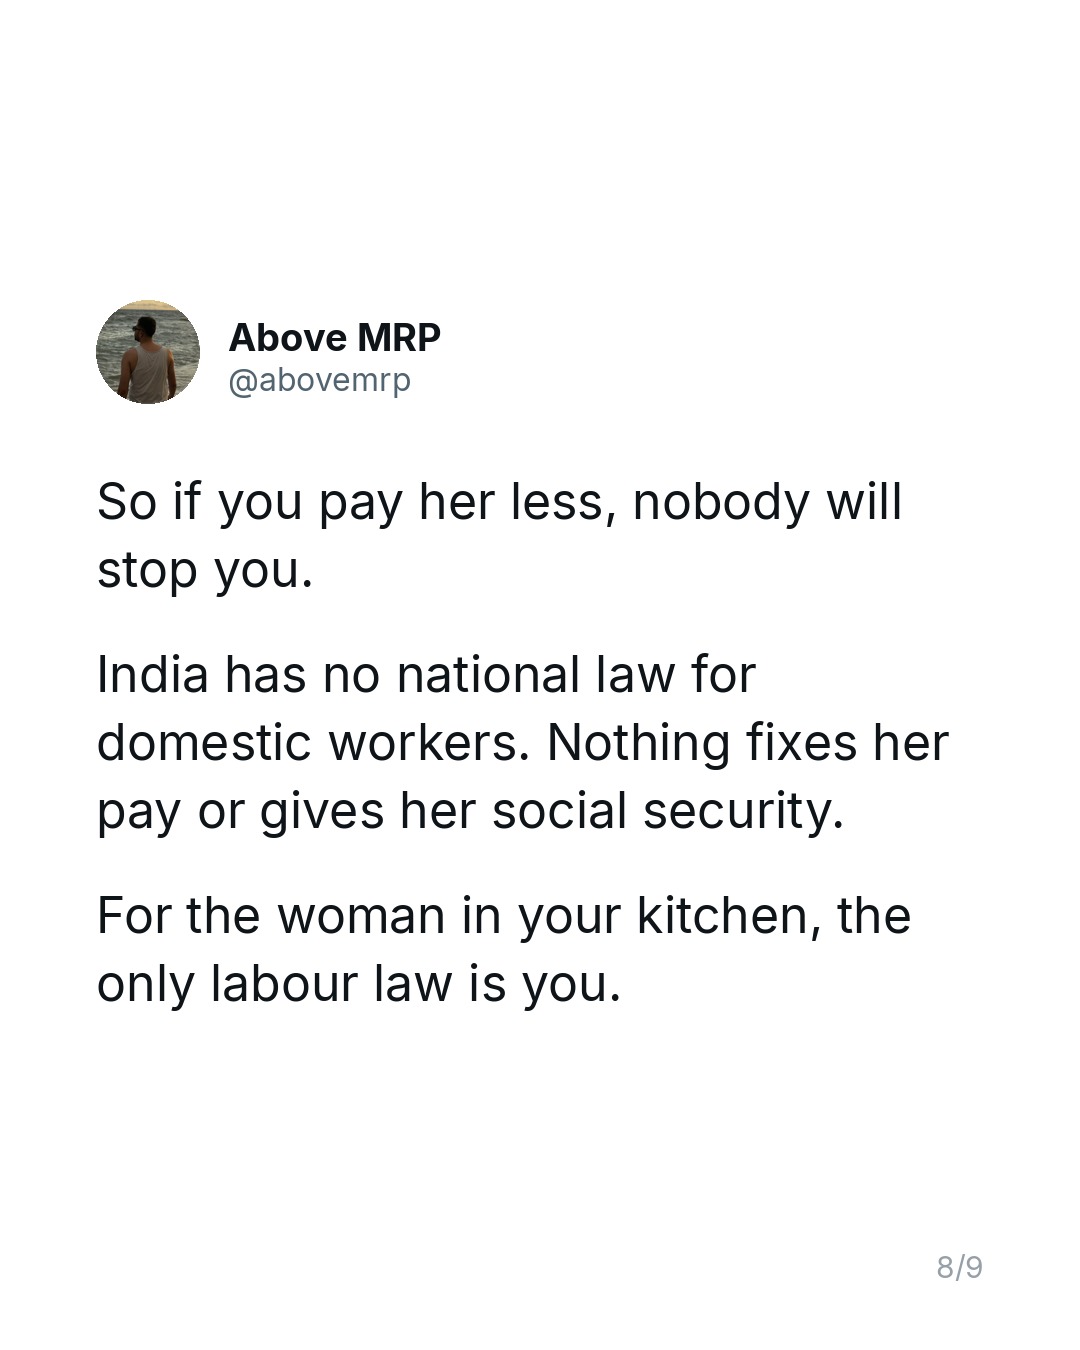 Above MRP
@abovemrp
So if you pay her less, nobody will
stop you.
India has no national law for
domestic workers. Nothing fixes her
pay or gives her social security.
For the woman in your kitchen, the
only labour law is you.
8/9